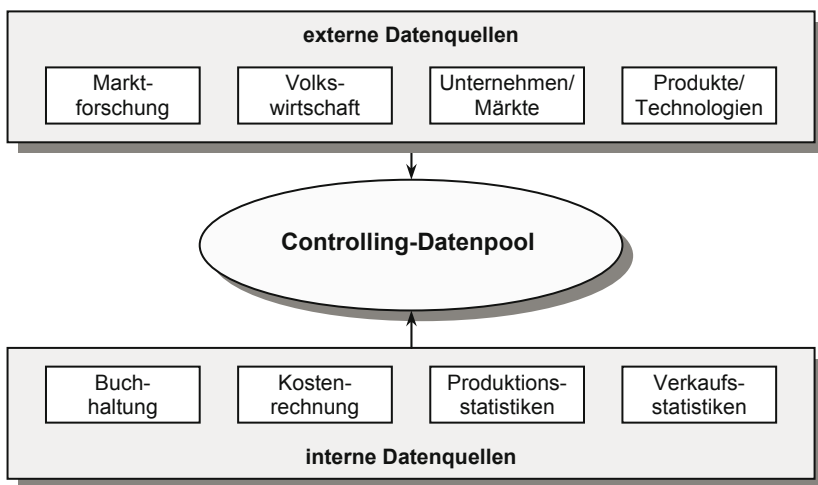 externe Datenquellen
Markt-
forschung
Volks-
wirtschaft
Unternehmen/
Märkte
Produkte/
Technologien
Controlling-Datenpool
Buch-
haltung
Kosten-
rechnung
Produktions-
statistiken
Verkaufs-
statistiken
interne Datenquellen